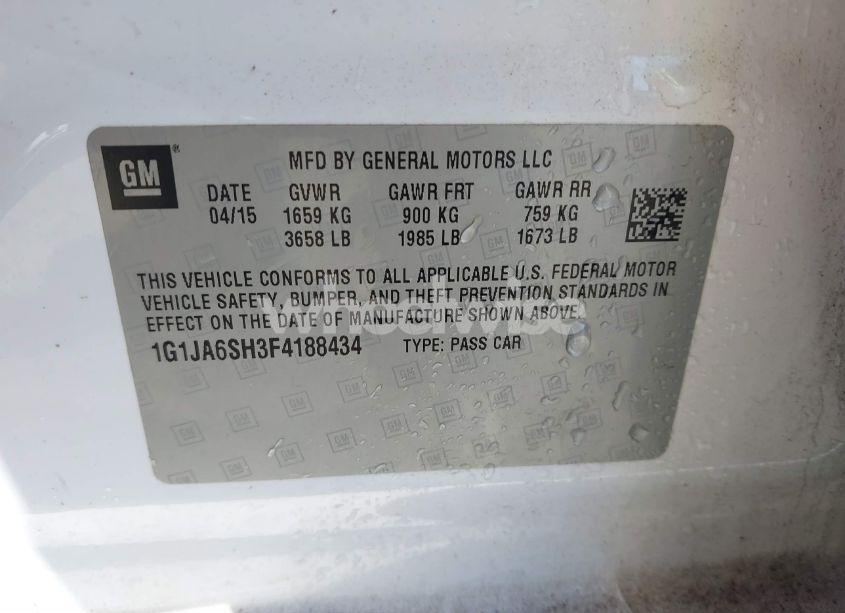 GM
MFD BY GENERAL MOTORS LLC
DATE GVWR GAWR FRT GAWR RR
04/15 1659 KG 900 KG 759 KG
3658 LB 1985 LB 1673 LB
THIS VEHICLE CONFORMS TO ALL APPLICABLE U.S. FEDERAL MOTOR
VEHICLE SAFETY, BUMPER, AND THEFT PREVENTION STANDARDS IN
EFFECT ON THE DATE OF MANUFACTURE SHOWN ABOVE.
1G1JA6SH3F4188434 TYPE: PASS CAR